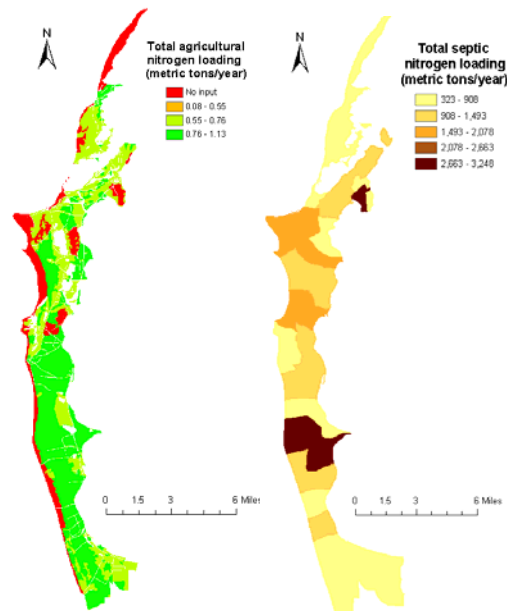 N
Total agricultural
nitrogen loading
(metric tons/year)
No input
0.08 - 0.55
0.55 - 0.76
0.76 - 1.13
0 1.5 3 6 Miles
N
Total septic
nitrogen loading
(metric tons/year)
323 - 908
908 - 1,493
1,493 - 2,078
2,078 - 2,663
2,663 - 3,248
0 1.5 3 6 Miles